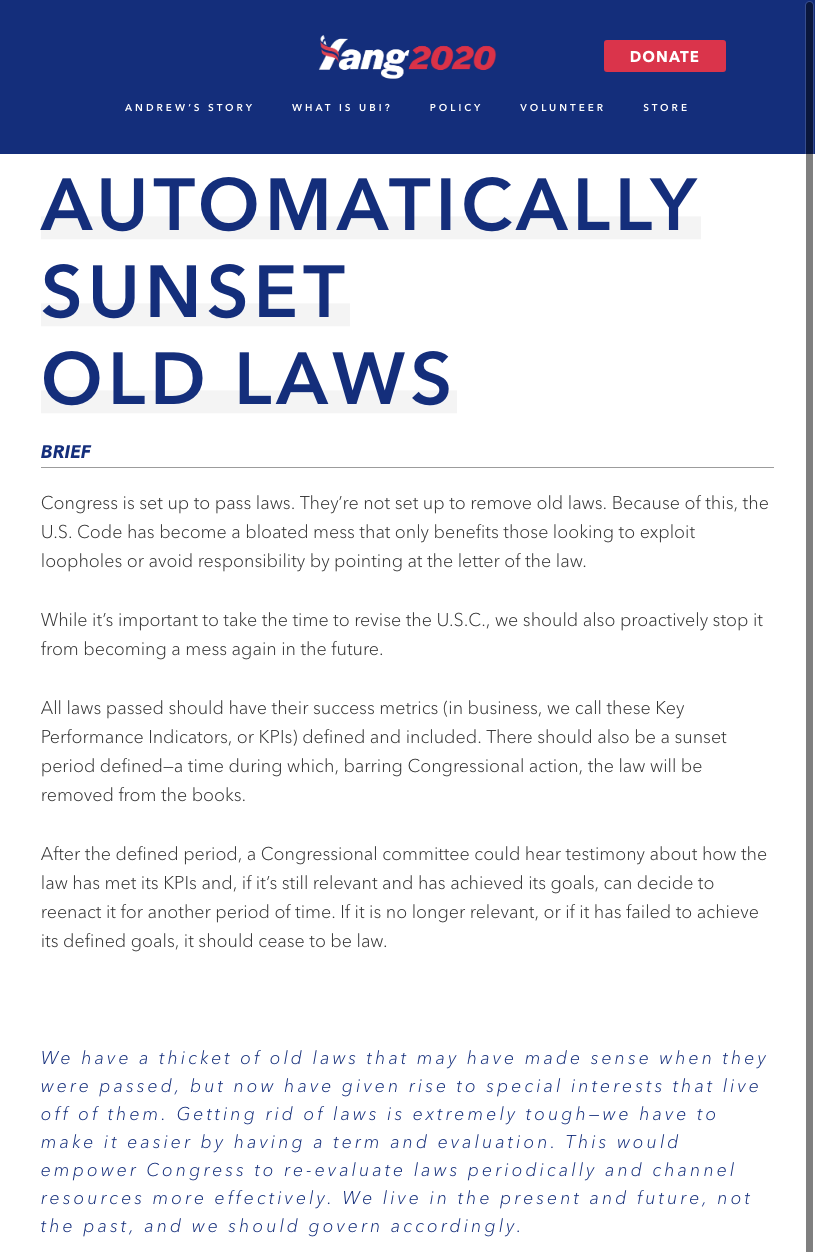 Yang2020
DONATE
ANDREW’S STORY WHAT IS UBI? POLICY VOLUNTEER STORE
AUTOMATICALLY
SUNSET
OLD LAWS
BRIEF
Congress is set up to pass laws. They’re not set up to remove old laws. Because of this, the
U.S. Code has become a bloated mess that only benefits those looking to exploit
loopholes or avoid responsibility by pointing at the letter of the law.
While it’s important to take the time to revise the U.S.C., we should also proactively stop it
from becoming a mess again in the future.
All laws passed should have their success metrics (in business, we call these Key
Performance Indicators, or KPIs) defined and included. There should also be a sunset
period defined—a time during which, barring Congressional action, the law will be
removed from the books.
After the defined period, a Congressional committee could hear testimony about how the
law has met its KPIs and, if it’s still relevant and has achieved its goals, can decide to
reenact it for another period of time. If it is no longer relevant, or if it has failed to achieve
its defined goals, it should cease to be law.
We have a thicket of old laws that may have made sense when they
were passed, but now have given rise to special interests that live
off of them. Getting rid of laws is extremely tough—we have to
make it easier by having a term and evaluation. This would
empower Congress to re-evaluate laws periodically and channel
resources more effectively. We live in the present and future, not
the past, and we should govern accordingly.